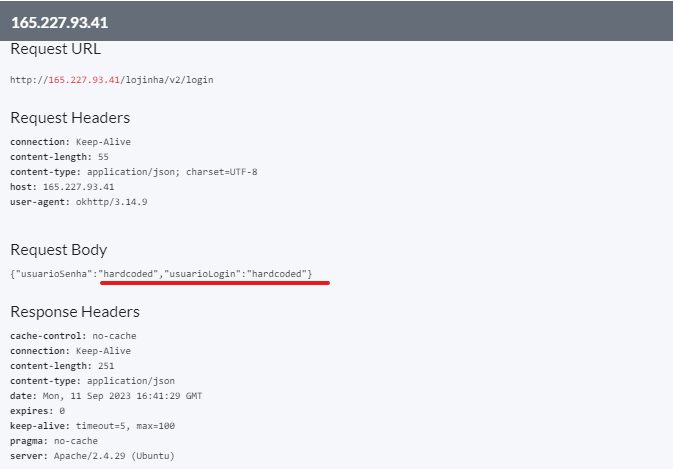 165.227.93.41
Request URL
http://165.227.93.41/lojinha/v2/login
Request Headers
connection: Keep-Alive
content-length: 55
content-type: application/json; charset=UTF-8
host: 165.227.93.41
user-agent: okhttp/3.14.9
Request Body
{"usuarioSenha":"hardcoded","usuarioLogin":"hardcoded"}
Response Headers
cache-control: no-cache
connection: Keep-Alive
content-length: 251
content-type: application/json
date: Mon, 11 Sep 2023 16:41:29 GMT
expires: 0
keep-alive: timeout=5, max=100
pragma: no-cache
server: Apache/2.4.29 (Ubuntu)